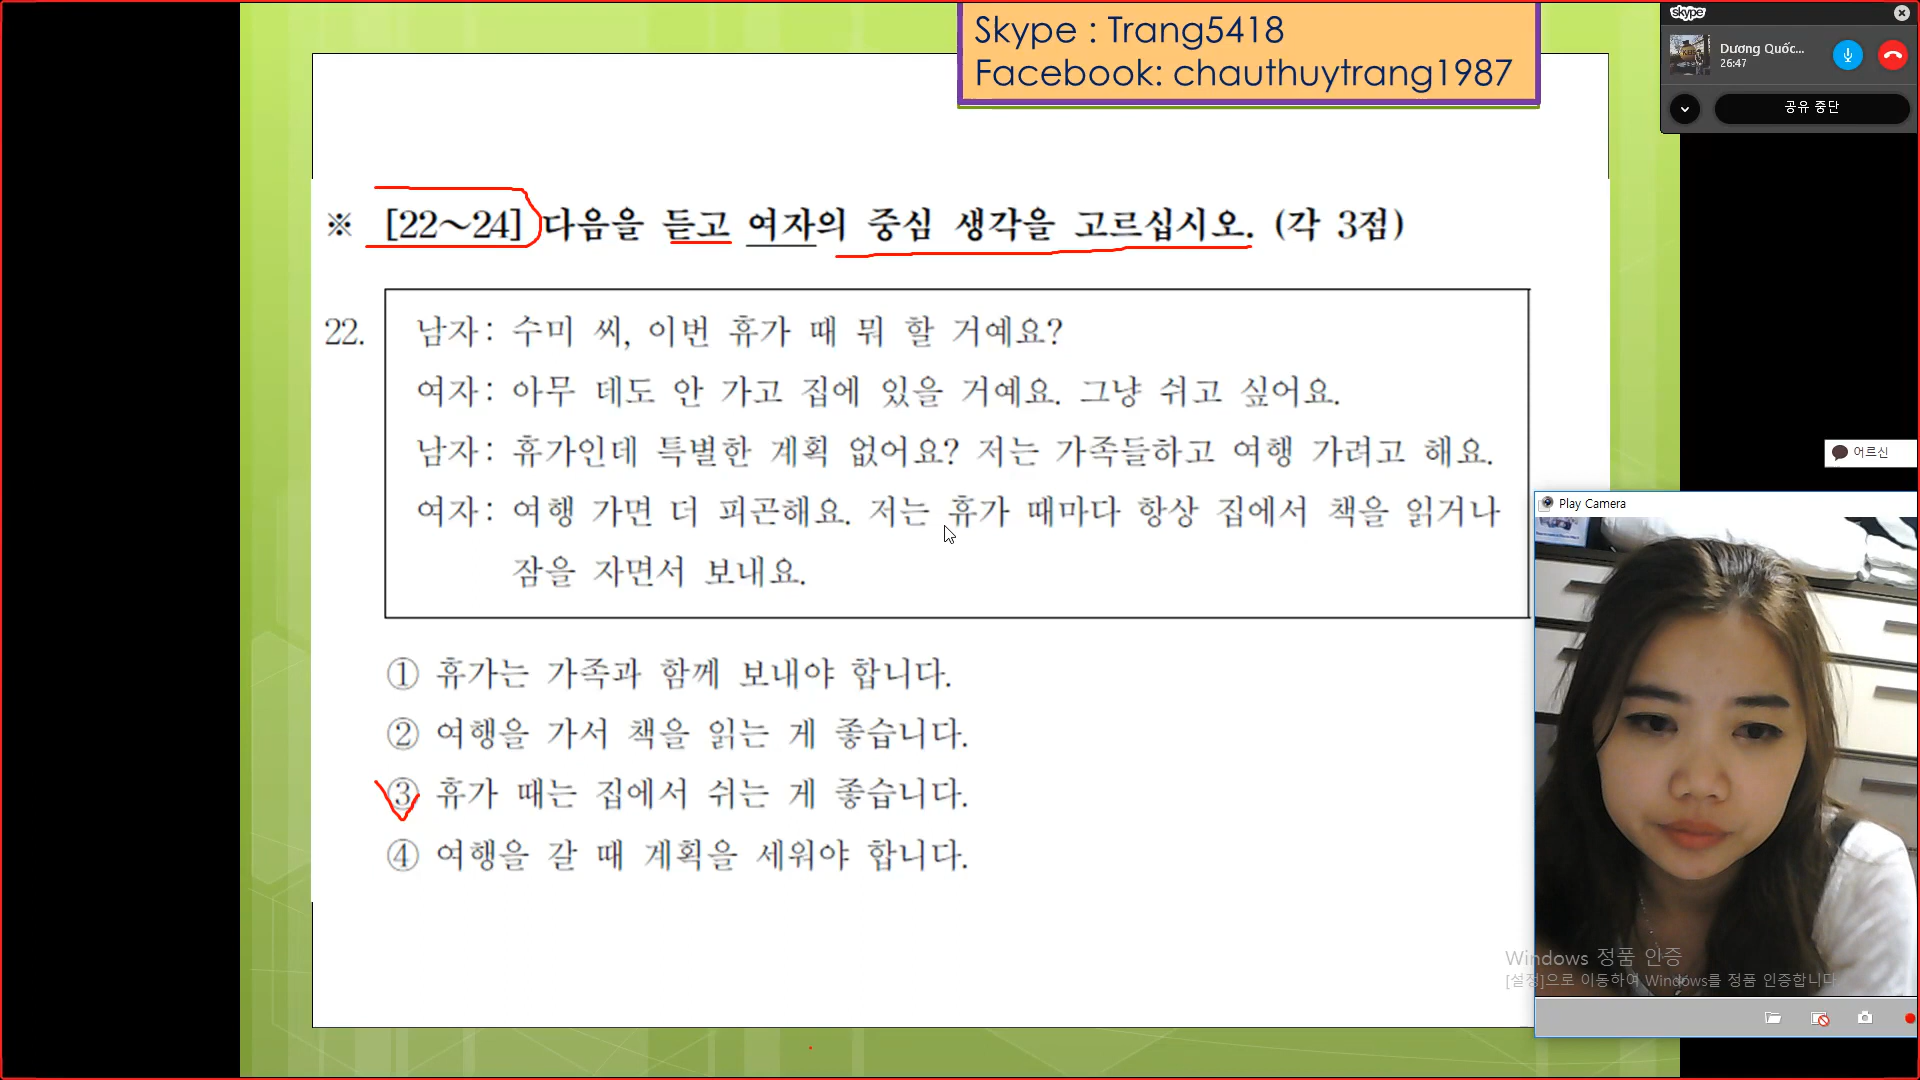 Skype : Trang5418
Facebook: chauthuytrang1987
skype
Dương Quốc...
26:47
공유 중단
※ [22～24] 다음을 듣고 여자의 중심 생각을 고르십시오. (각 3점)
22.
남자: 수미 씨, 이번 휴가 때 뭐 할 거예요?
여자: 아무 데도 안 가고 집에 있을 거예요. 그냥 쉬고 싶어요.
남자: 휴가인데 특별한 계획 없어요? 저는 가족들하고 여행 가려고 해요.
여자: 여행 가면 더 피곤해요. 저는 휴가 때마다 항상 집에서 책을 읽거나
잠을 자면서 보내요.
① 휴가는 가족과 함께 보내야 합니다.
② 여행을 가서 책을 읽는 게 좋습니다.
③ 휴가 때는 집에서 쉬는 게 좋습니다.
④ 여행을 갈 때 계획을 세워야 합니다.
어르신
Play Camera
Windows 정품 인증
[설정]으로 이동하여 Windows를 정품 인증합니다